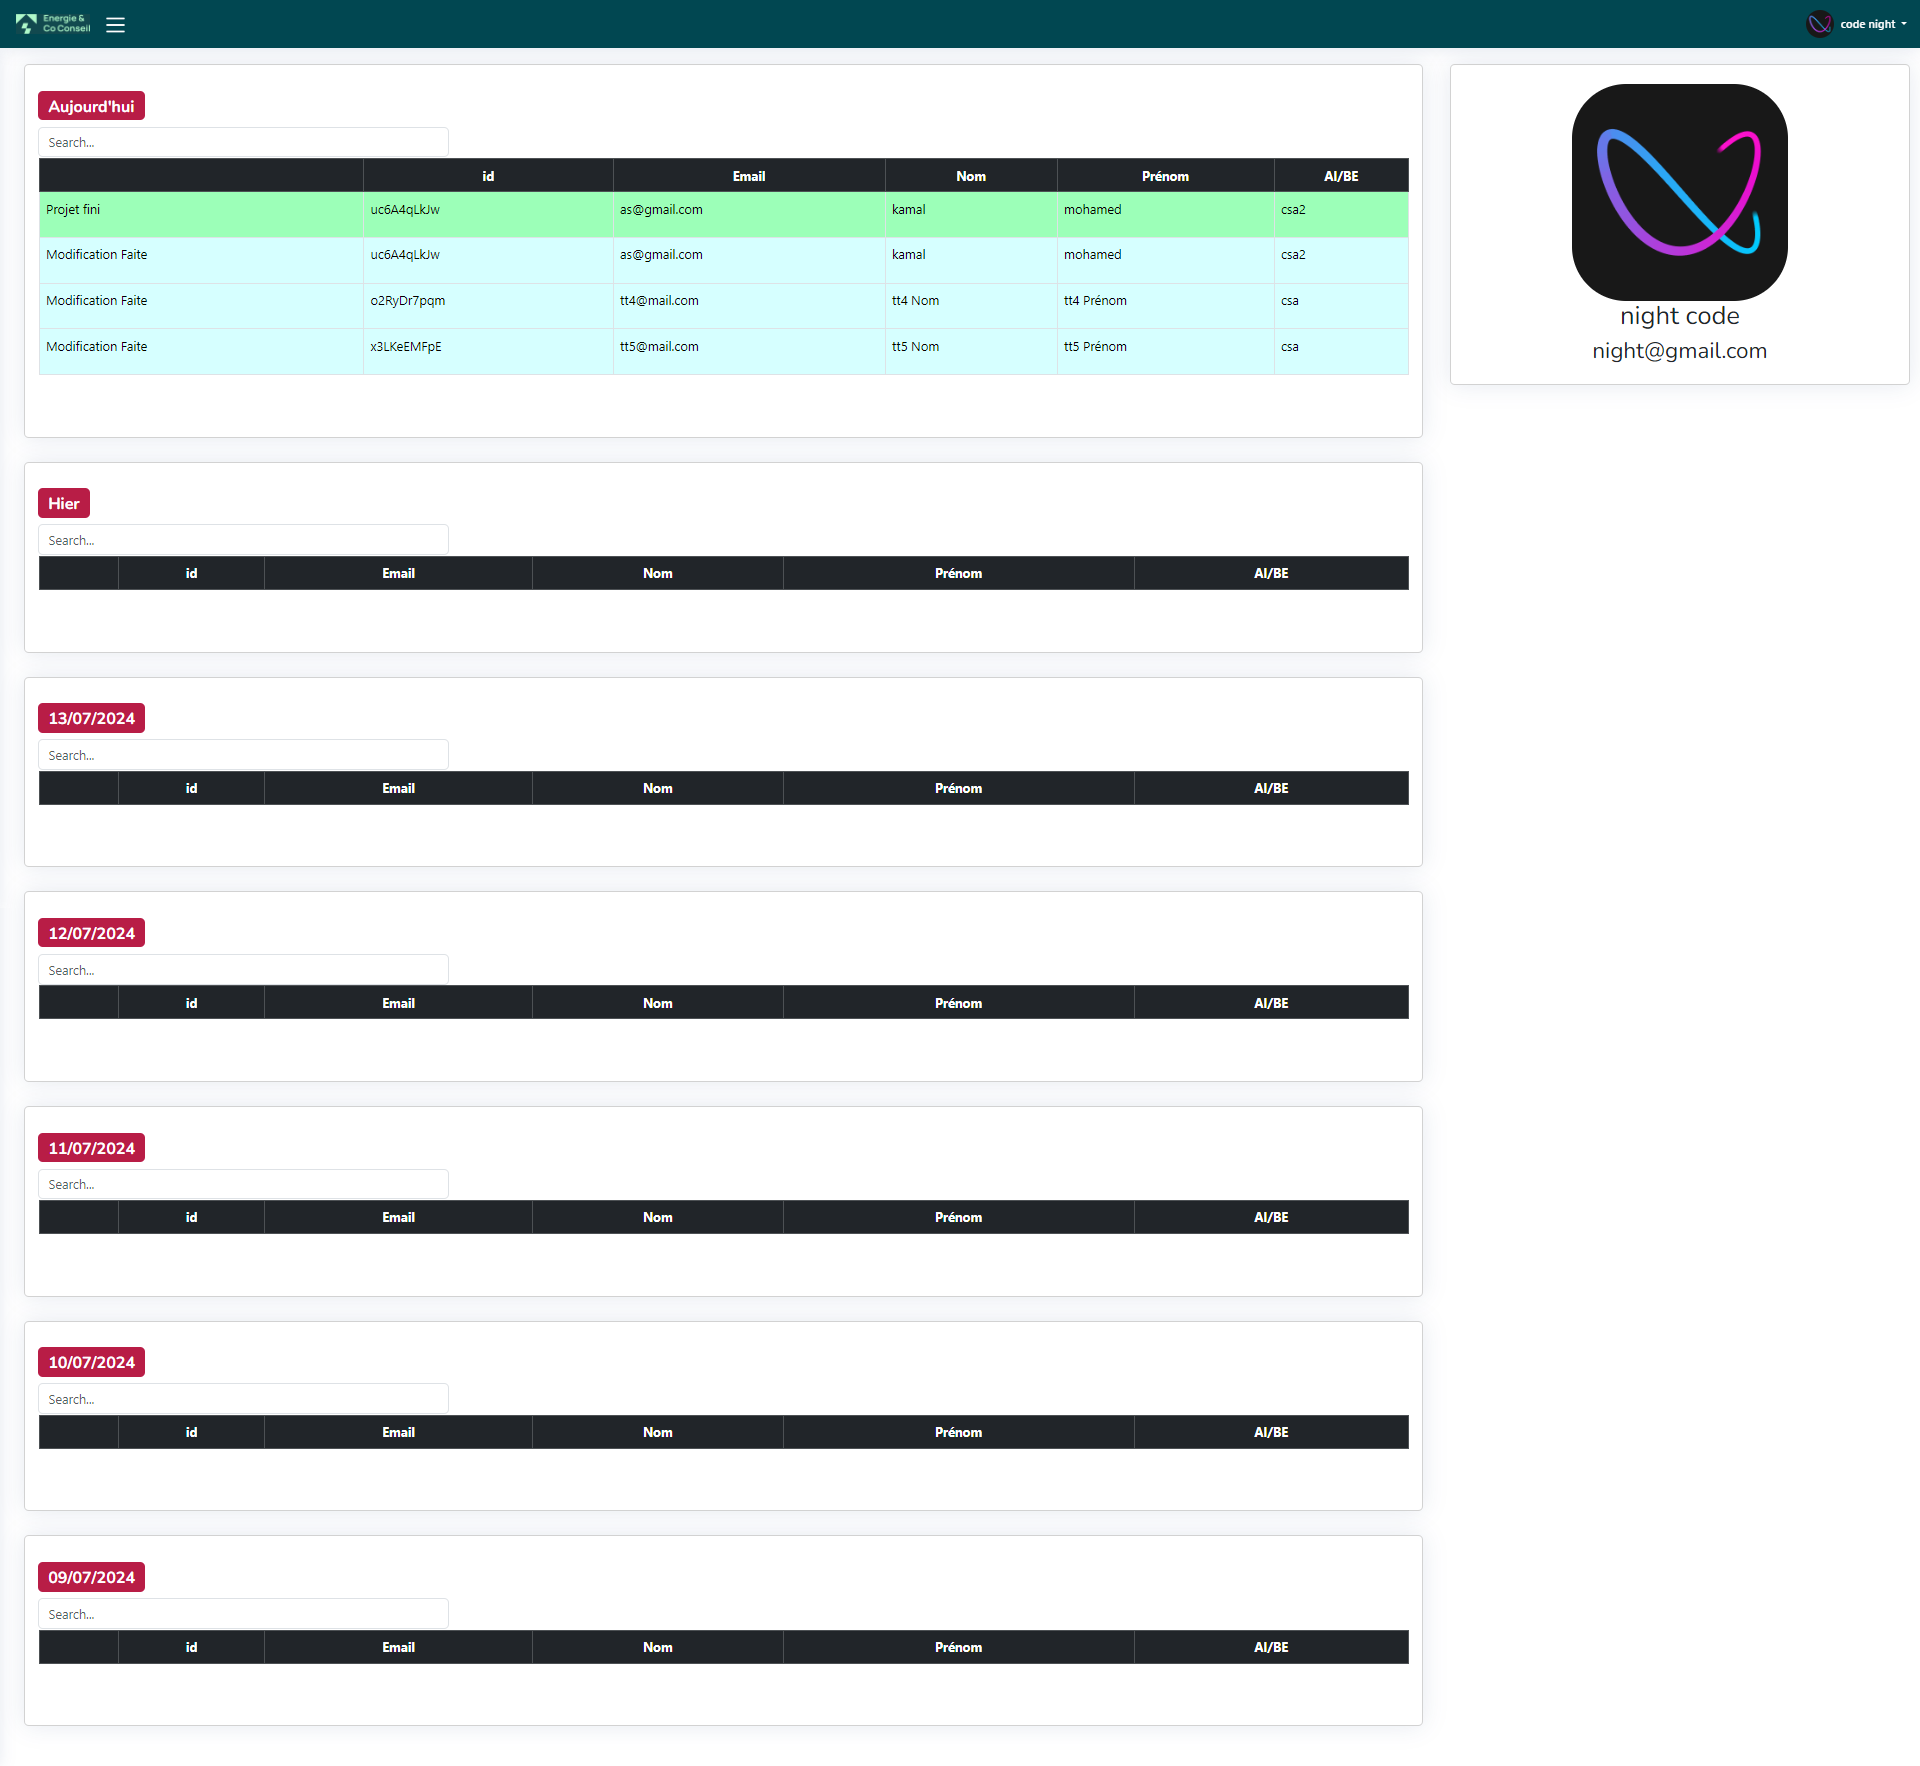 Energie &
Co Conseil
code night
Aujourd'hui
Search...
id Email Nom Prénom AI/BE
Projet fini uc6A4qLkJw as@gmail.com kamal mohamed csa2
Modification Faite uc6A4qLkJw as@gmail.com kamal mohamed csa2
Modification Faite o2RyDr7pqm tt4@mail.com tt4 Nom tt4 Prénom csa
Modification Faite x3LKeEMFpE tt5@mail.com tt5 Nom tt5 Prénom csa
night code
night@gmail.com
Hier
Search...
id Email Nom Prénom AI/BE
13/07/2024
Search...
id Email Nom Prénom AI/BE
12/07/2024
Search...
id Email Nom Prénom AI/BE
11/07/2024
Search...
id Email Nom Prénom AI/BE
10/07/2024
Search...
id Email Nom Prénom AI/BE
09/07/2024
Search...
id Email Nom Prénom AI/BE